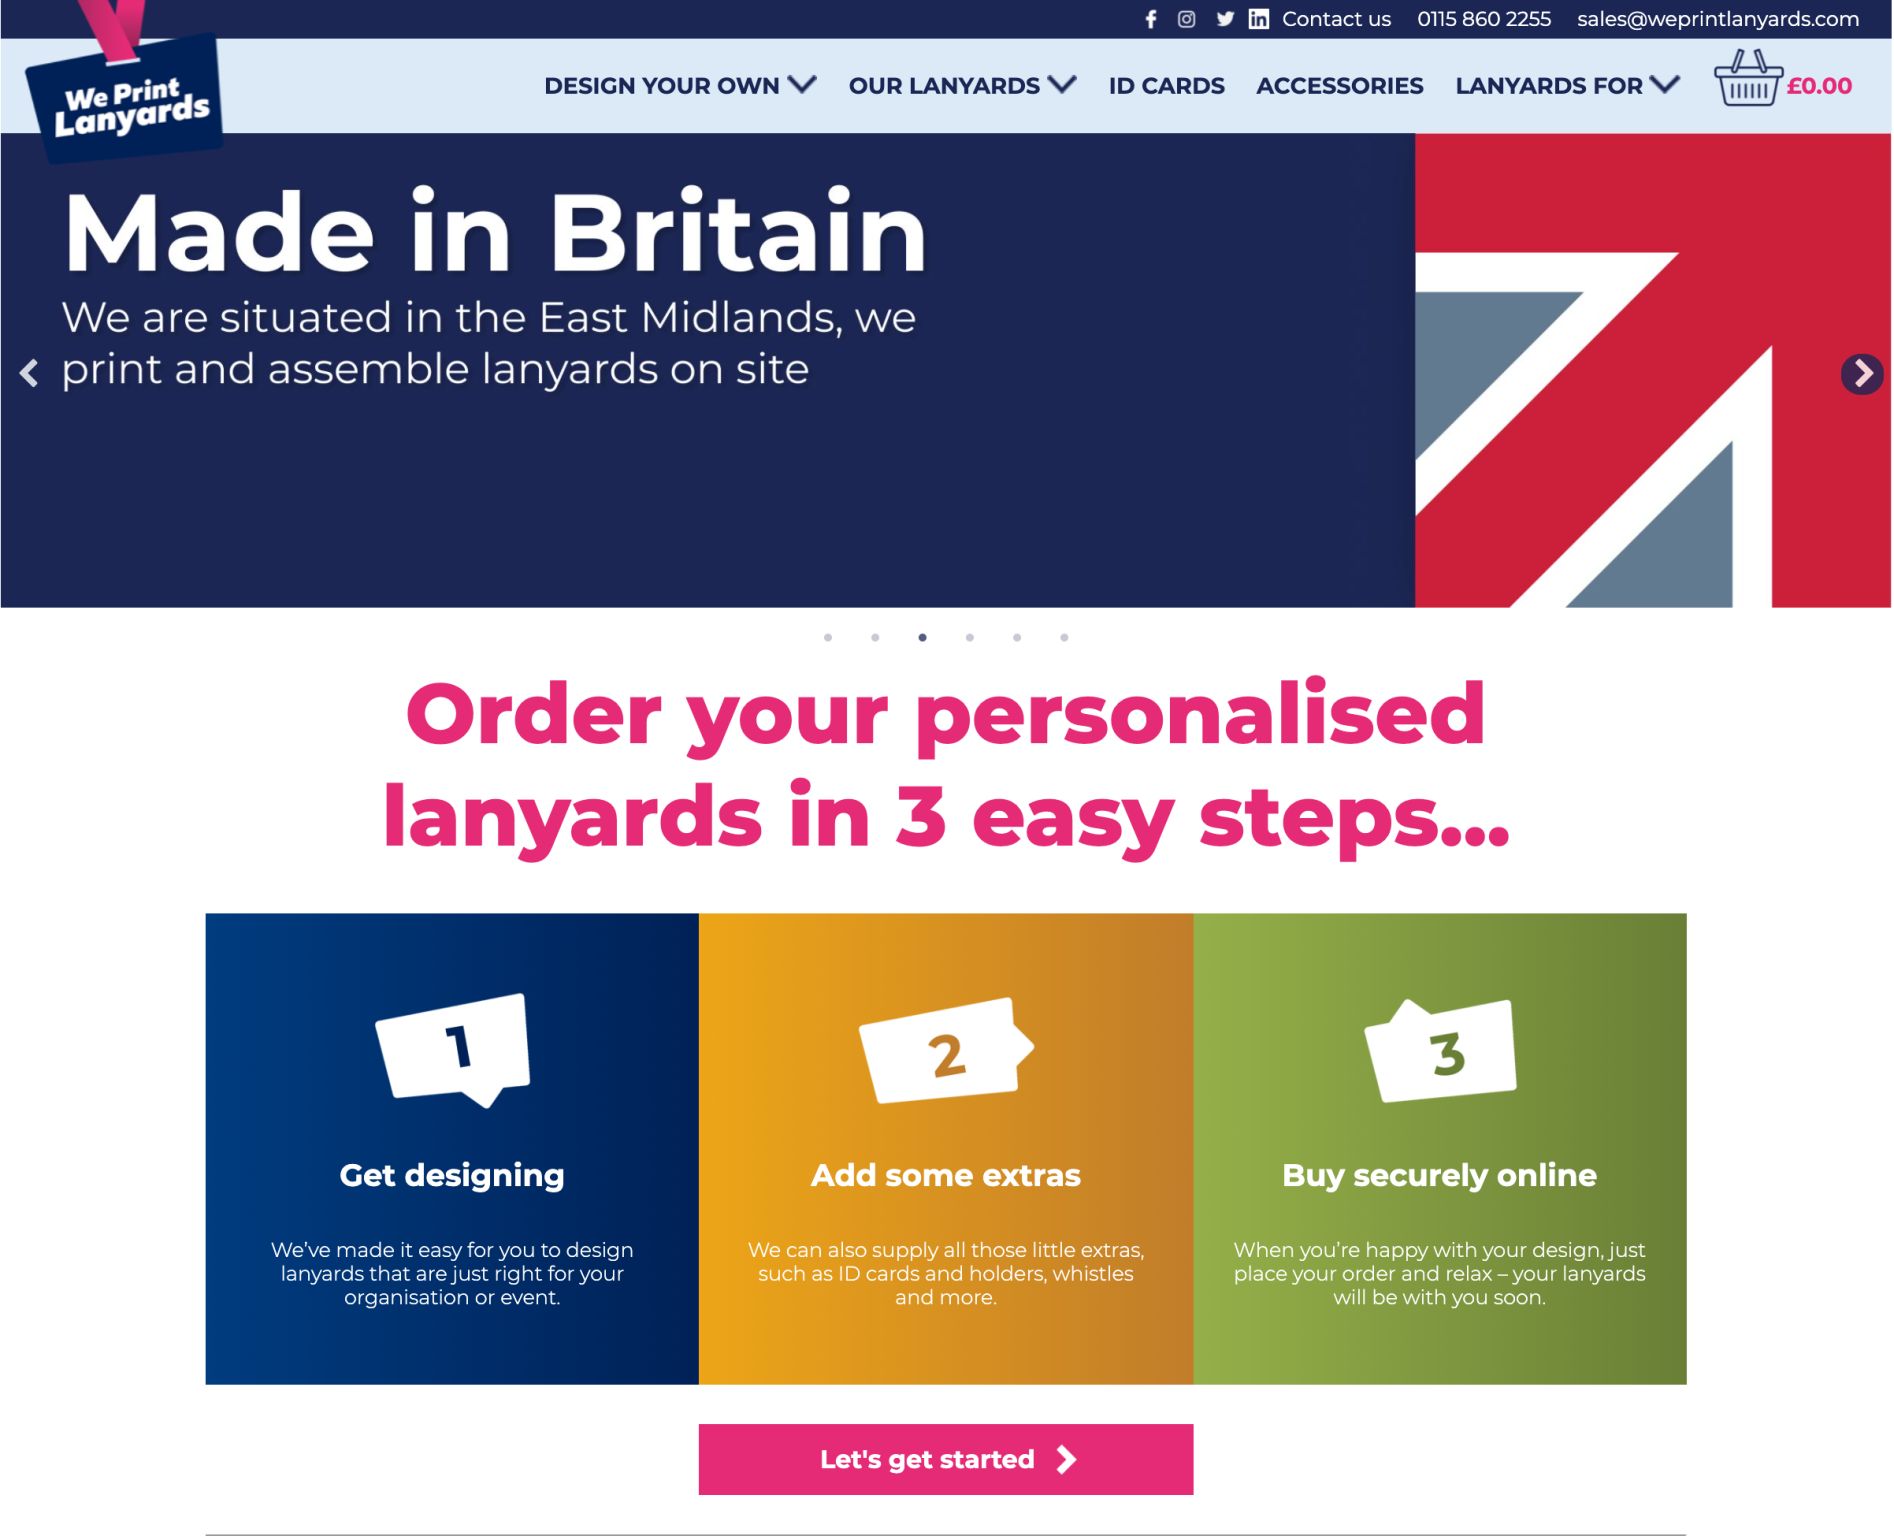 Contact us 0115 860 2255 sales@weprintlanyards.com
We Print
Lanyards
DESIGN YOUR OWN OUR LANYARDS ID CARDS ACCESSORIES LANYARDS FOR £0.00
Made in Britain
We are situated in the East Midlands, we
print and assemble lanyards on site
Order your personalised
lanyards in 3 easy steps...
1
Get designing
We've made it easy for you to design
lanyards that are just right for your
organisation or event.
2
Add some extras
We can also supply all those little extras,
such as ID cards and holders, whistles
and more.
3
Buy securely online
When you're happy with your design, just
place your order and relax – your lanyards
will be with you soon.
Let's get started